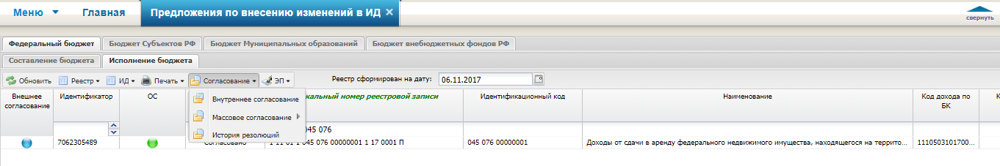 Меню Главная Предложения по внесению изменений в ИД свернуть
Федеральный бюджет Бюджет Субъектов РФ Бюджет Муниципальных образований Бюджет внебюджетных фондов РФ
Составление бюджета Исполнение бюджета
Обновить Реестр ИД Печать Согласование ЭП Реестр сформирован на дату: 06.11.2017
Внешнее согласование Идентификатор ОС кальный номер реестровой записи Идентификационный код Наименование Код дохода по БК К
Внутреннее согласование
Массовое согласование
История резолюций
045 076
7062305489 Согласовано 1 11 01 1 045 076 00000001 1 17 0001 П 045 076 00000001 Доходы от сдачи в аренду федерального недвижимого имущества, находящегося на террито... 1110503101700...